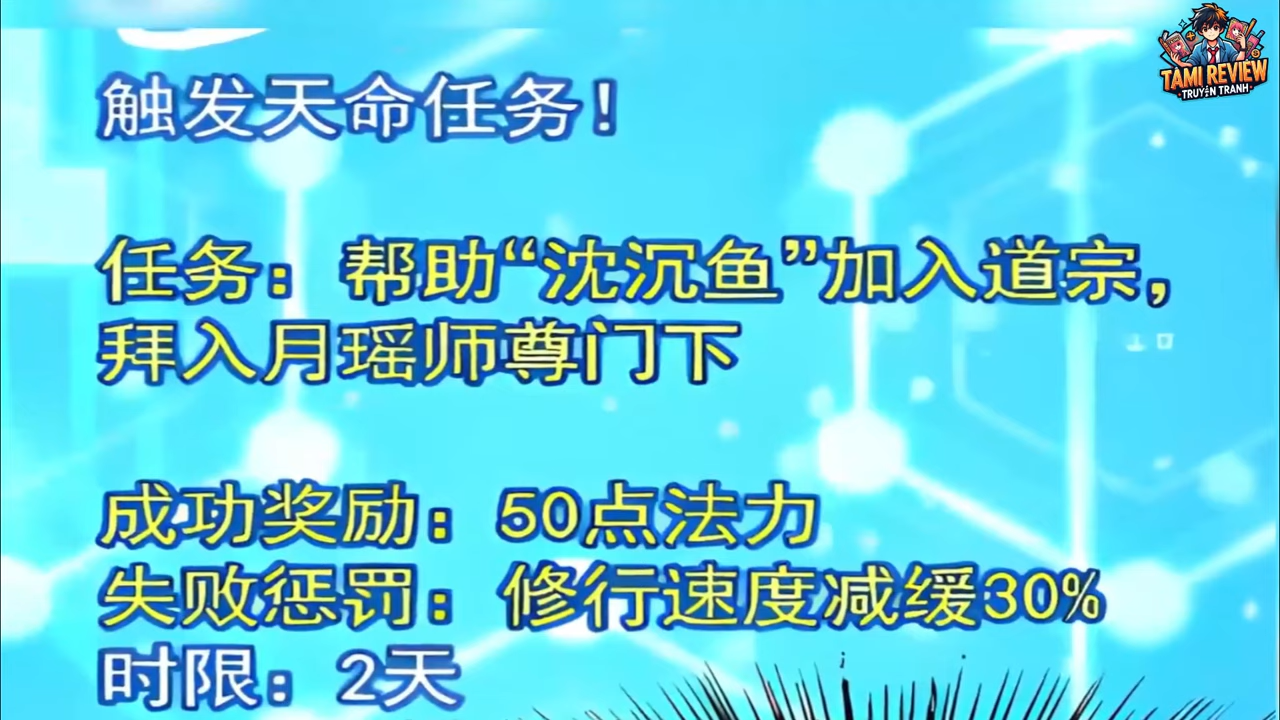 TAMI REVIEW
TRUYỆN TRANH
触发天命任务！
任务：帮助“沈沉鱼”加入道宗，
拜入月瑶师尊门下
成功奖励：50点法力
失败惩罚：修行速度减缓30%
时限：2天